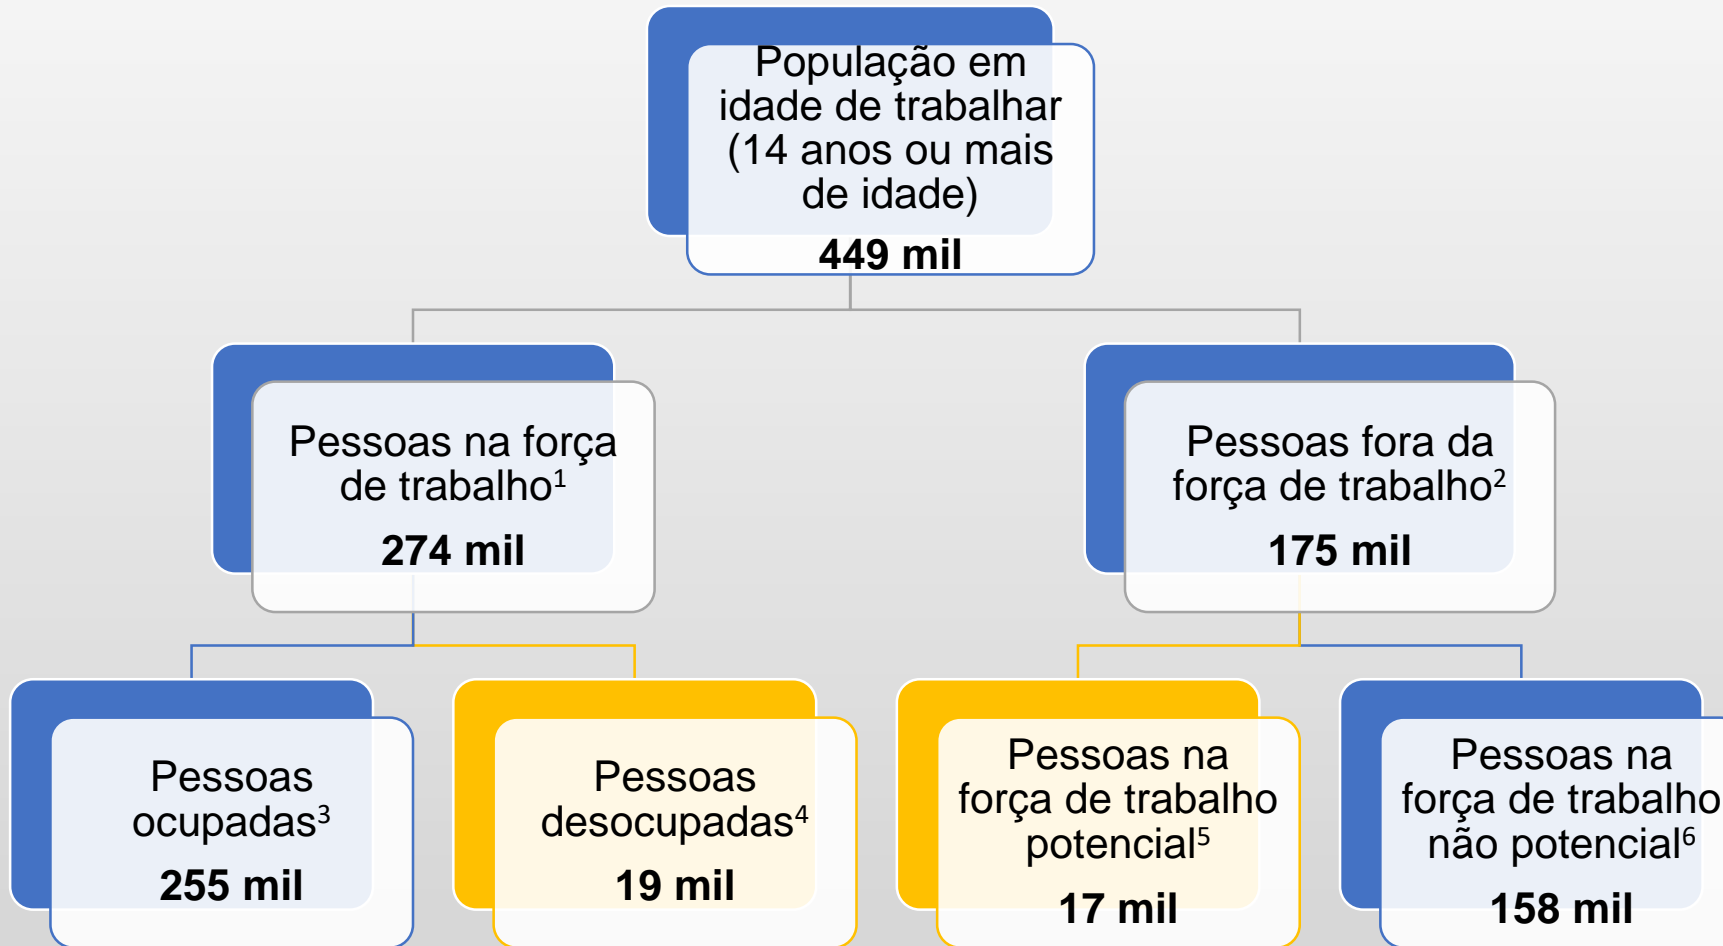 População em
idade de trabalhar
(14 anos ou mais
de idade)
449 mil
Pessoas na força
de trabalho¹
274 mil
Pessoas fora da
força de trabalho²
175 mil
Pessoas
ocupadas³
255 mil
Pessoas
desocupadas⁴
19 mil
Pessoas na
força de trabalho
potencial⁵
17 mil
Pessoas na
força de trabalho
não potencial⁶
158 mil